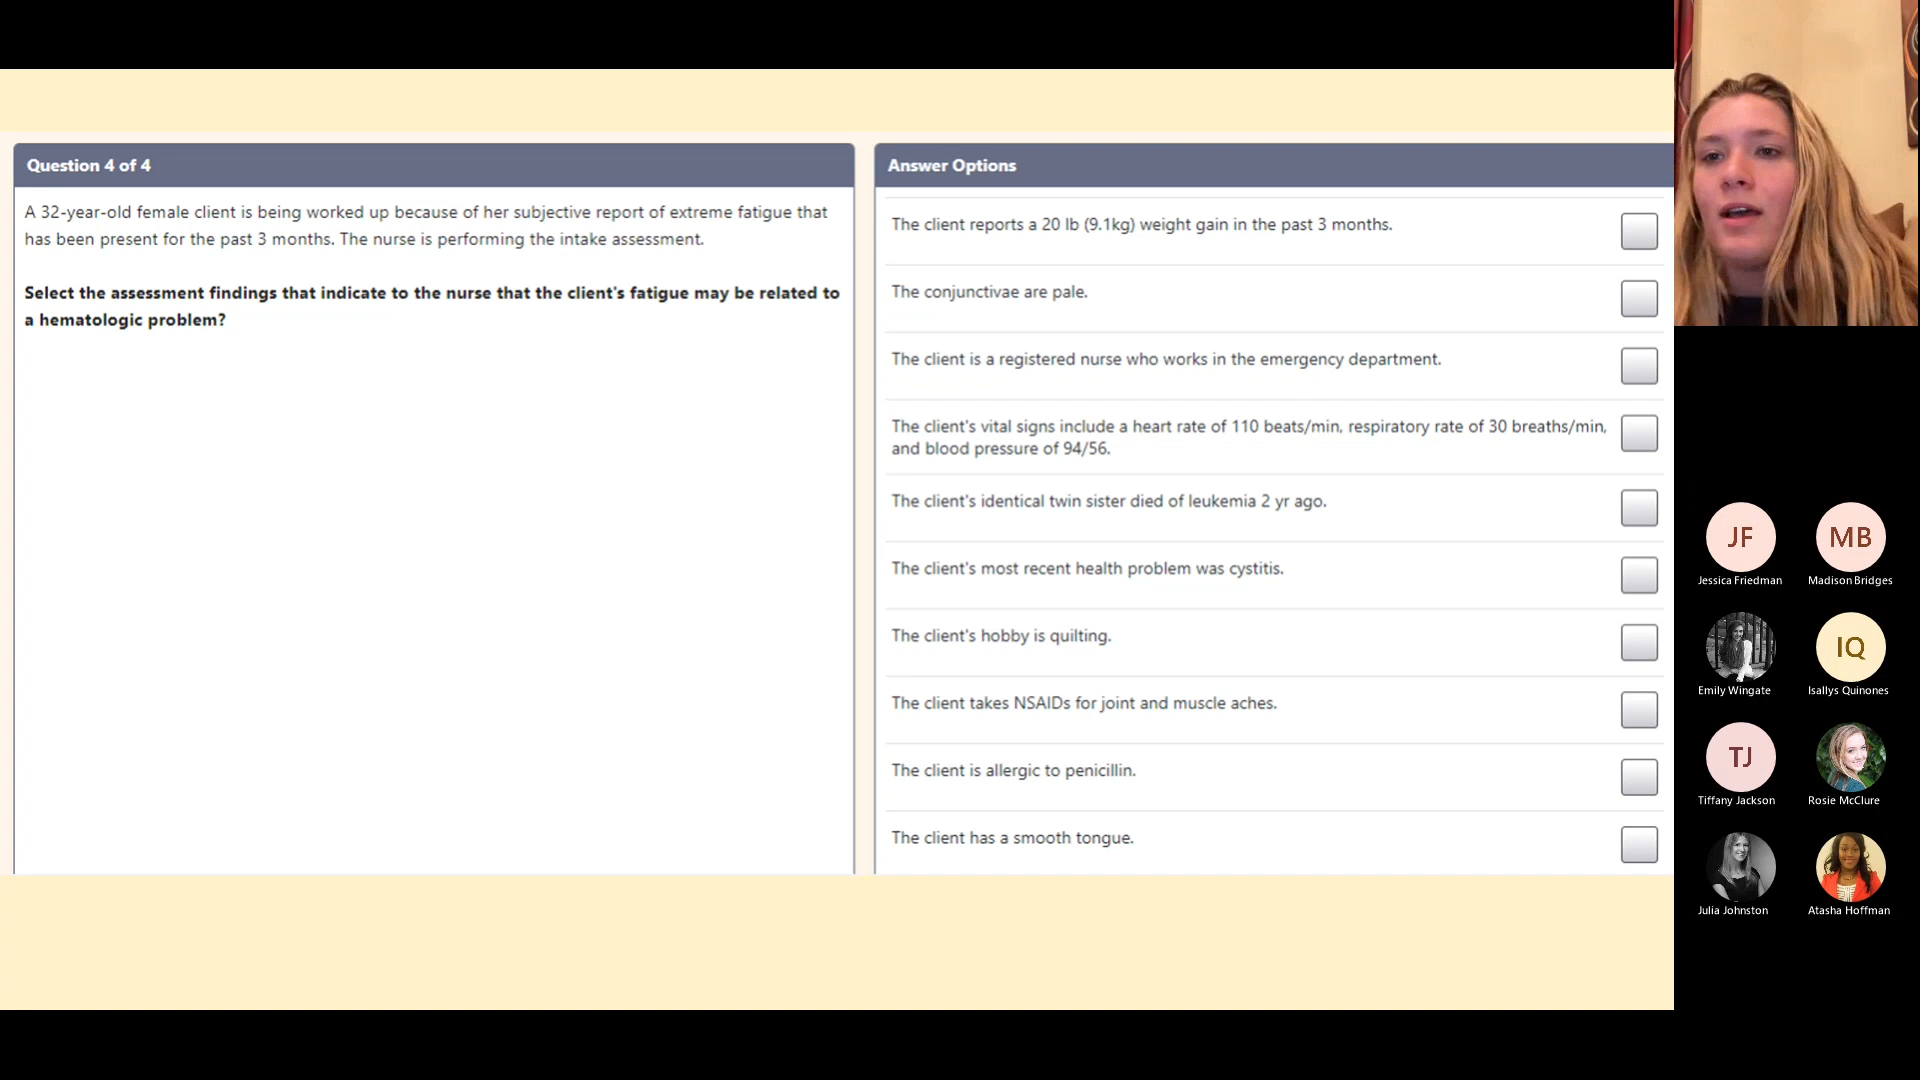 Question 4 of 4
A 32-year-old female client is being worked up because of her subjective report of extreme fatigue that
has been present for the past 3 months. The nurse is performing the intake assessment.
Select the assessment findings that indicate to the nurse that the client's fatigue may be related to
a hematologic problem?
Answer Options
The client reports a 20 lb (9.1kg) weight gain in the past 3 months.
The conjunctivae are pale.
The client is a registered nurse who works in the emergency department.
The client's vital signs include a heart rate of 110 beats/min, respiratory rate of 30 breaths/min,
and blood pressure of 94/56.
The client's identical twin sister died of leukemia 2 yr ago.
The client's most recent health problem was cystitis.
The client's hobby is quilting.
The client takes NSAIDs for joint and muscle aches.
The client is allergic to penicillin.
The client has a smooth tongue.
JF
MB
Jessica Friedman
Madison Bridges
IQ
Emily Wingate
Isallys Quinones
TJ
Tiffany Jackson
Rosie McClure
Julia Johnston
Atasha Hoffman